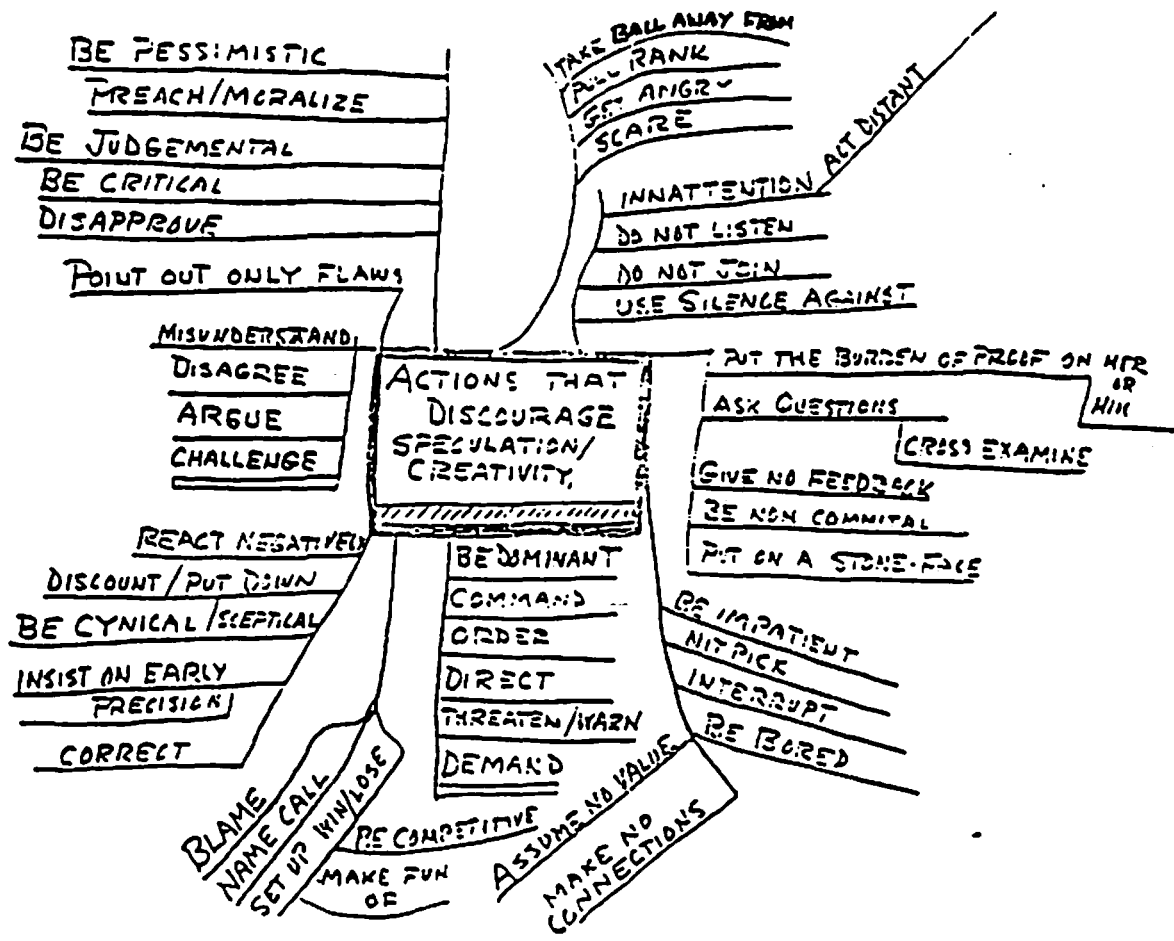 BE PESSIMISTIC
PREACH/MORALIZE
BE JUDGEMENTAL
BE CRITICAL
DISAPPROVE
POINT OUT ONLY FLAWS
TAKE BALL AWAY FROM
PULL RANK
GET ANGRY
SCARE
INNATTENTION
ACT DISTANT
DO NOT LISTEN
DO NOT JOIN
USE SILENCE AGAINST
MISUNDERSTAND
DISAGREE
ARGUE
CHALLENGE
ACTIONS THAT
DISCOURAGE
SPECULATION/
CREATIVITY.
PUT THE BURDEN OF PROOF ON HER
OR
HIM
ASK QUESTIONS
CROSS EXAMINE
GIVE NO FEEDBACK
BE NON COMMITAL
PUT ON A STONE-FACE
REACT NEGATIVELY
DISCOUNT/PUT DOWN
BE CYNICAL/SCEPTICAL
INSIST ON EARLY
PRECISION
CORRECT
BE DOMINANT
COMMAND
ORDER
DIRECT
THREATEN/WARN
DEMAND
BE IMPATIENT
NITPICK
INTERRUPT
BE BORED
BLAME
NAME CALL
SET UP WIN/LOSE
BE COMPETITIVE
MAKE FUN
OF
ASSUME NO VALUE
MAKE NO
CONNECTIONS